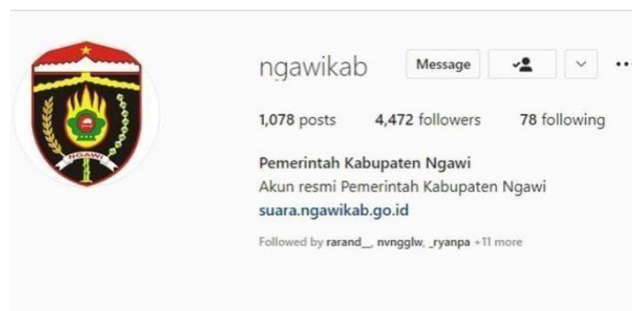 ngawikab Message
1,078 posts 4,472 followers 78 following
Pemerintah Kabupaten Ngawi
Akun resmi Pemerintah Kabupaten Ngawi
suara.ngawikab.go.id
Followed by rarand__, nvngglw, _ryanpa +11 more
NGAWI